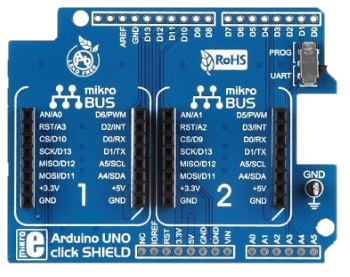 AREF
GND
D13
D12
D11
D10
D9
D8
D7
D6
D5
D4
D3
D2
D1
D0
LEAD FREE
RoHS
PROG
UART
mikro
BUS
mikro
BUS
AN/A0 D6/PWM
RST/A3 D2/INT
CS/D10 D0/RX
SCK/D13 D1/TX
MISO/D12 A5/SCL
MOSI/D11 A4/SDA
+3.3V +5V
GND GND
1
AN/A1 D5/PWM
RST/A2 D3/INT
CS/D9 D0/RX
SCK/D13 D1/TX
MISO/D12 A5/SCL
MOSI/D11 A4/SDA
+3.3V +5V
GND GND
2
GND
mikro
e
Arduino UNO
click SHIELD
NC
IOREF
RST
3.3V
5V
GND
GND
VIN
A0
A1
A2
A3
A4
A5